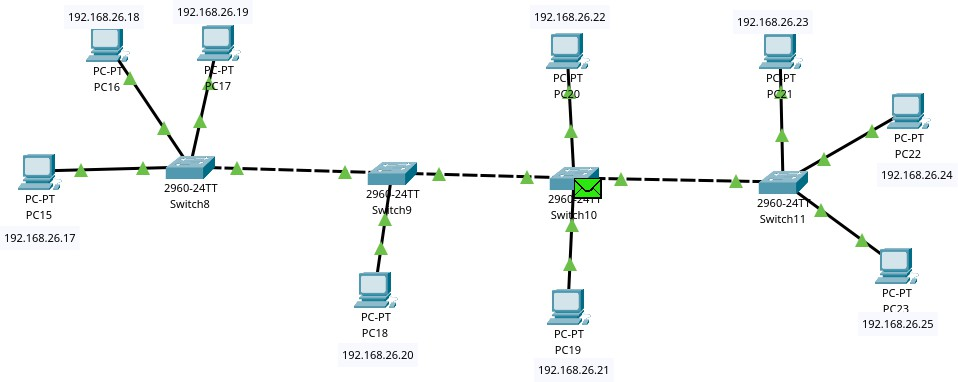 192.168.26.18
PC-PT
PC16
192.168.26.19
PC-PT
PC17
192.168.26.22
PC-PT
PC20
192.168.26.23
PC-PT
PC21
PC-PT
PC22
192.168.26.24
PC-PT
PC15
192.168.26.17
2960-24TT
Switch8
2960-24TT
Switch9
2960-24TT
Switch10
2960-24TT
Switch11
PC-PT
PC18
192.168.26.20
PC-PT
PC19
192.168.26.21
PC-PT
PC23
192.168.26.25